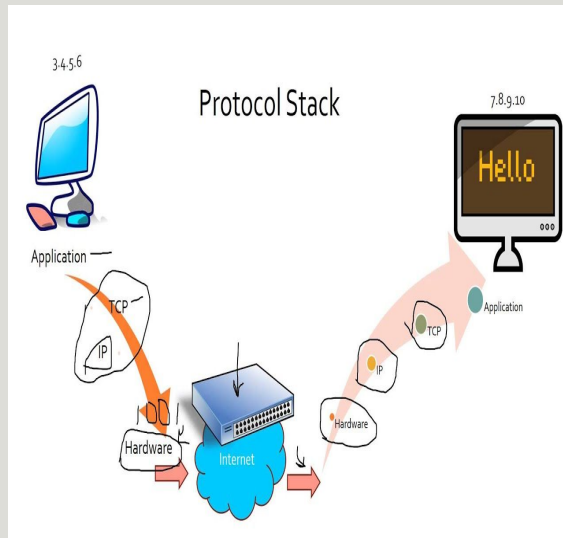 3.4.5.6
Protocol Stack
7.8.9.10
Hello
Application
TCP
IP
Hardware
Internet
Application
TCP
IP
Hardware